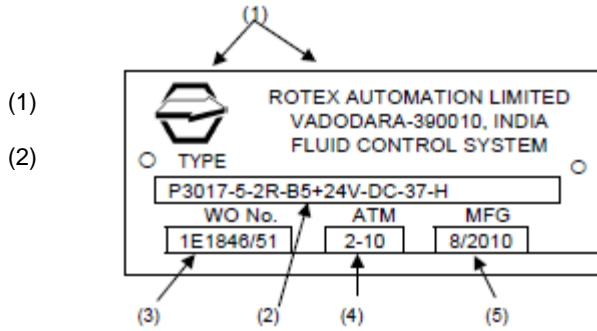 (1)
(1)
(2)
ROTEX AUTOMATION LIMITED
VADODARA-390010, INDIA
FLUID CONTROL SYSTEM
TYPE
P3017-5-2R-B5+24V-DC-37-H
WO No. ATM MFG
1E1846/51 2-10 8/2010
(3) (2) (4) (5)